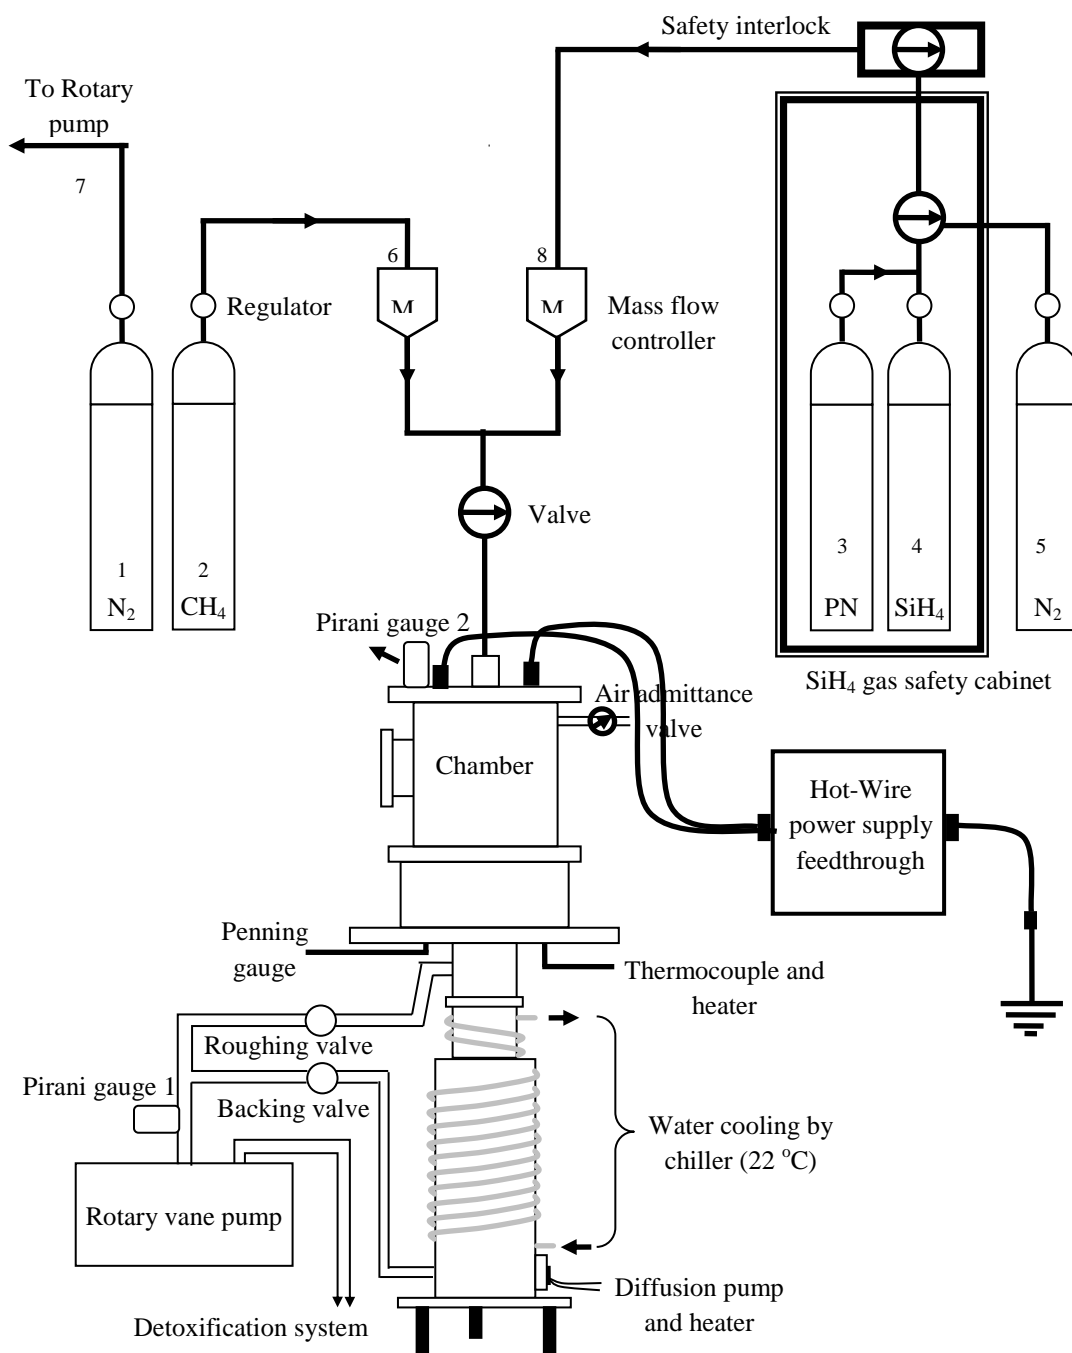 Safety interlock
To Rotary
pump
7
6
8
Regulator
M
M
Mass flow
controller
Valve
1
N₂
2
CH₄
3
PN
4
SiH₄
5
N₂
Pirani gauge 2
SiH₄ gas safety cabinet
Air admittance
valve
Chamber
Hot-Wire
power supply
feedthrough
Penning
gauge
Thermocouple and
heater
Roughing valve
Pirani gauge 1
Backing valve
Water cooling by
chiller (22 °C)
Rotary vane pump
Diffusion pump
and heater
Detoxification system